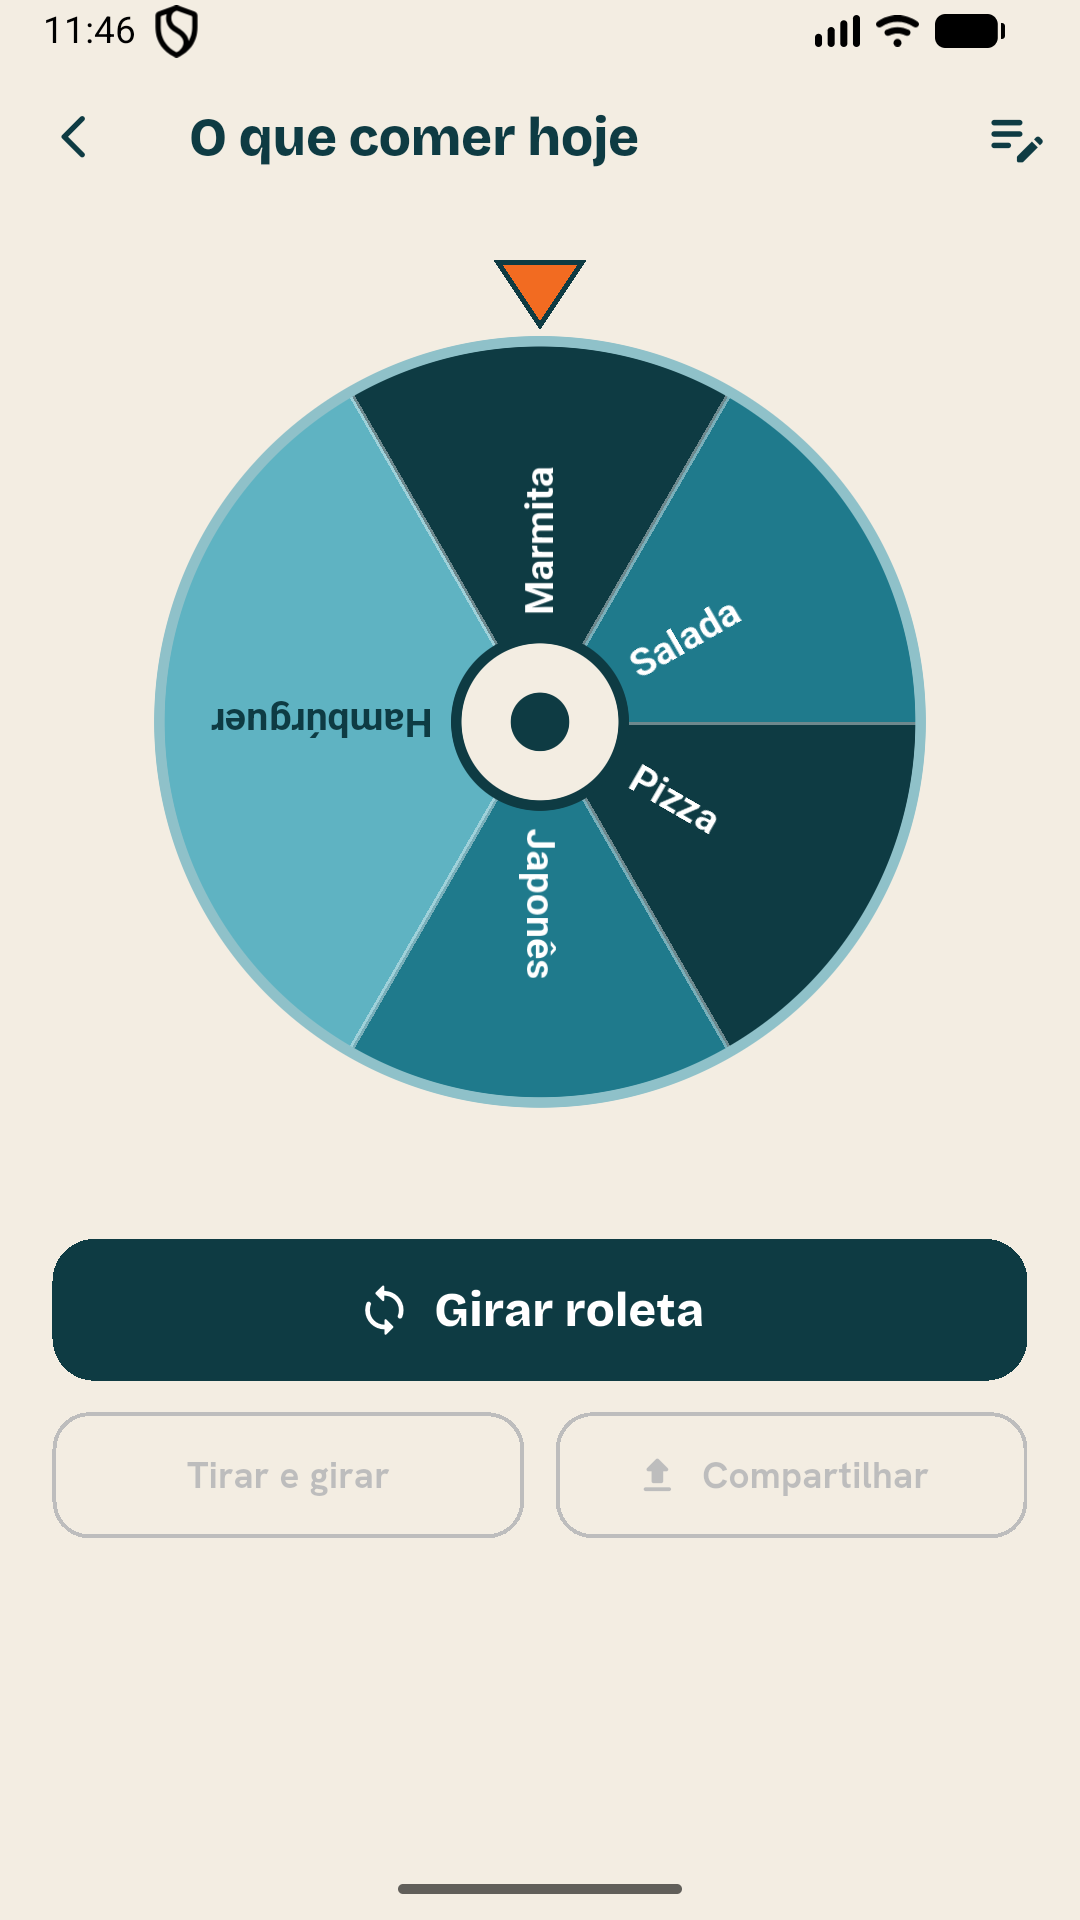 11:46
O que comer hoje
Marmita
Salada
Hambúrguer
Pizza
Japonês
Girar roleta
Tirar e girar
Compartilhar